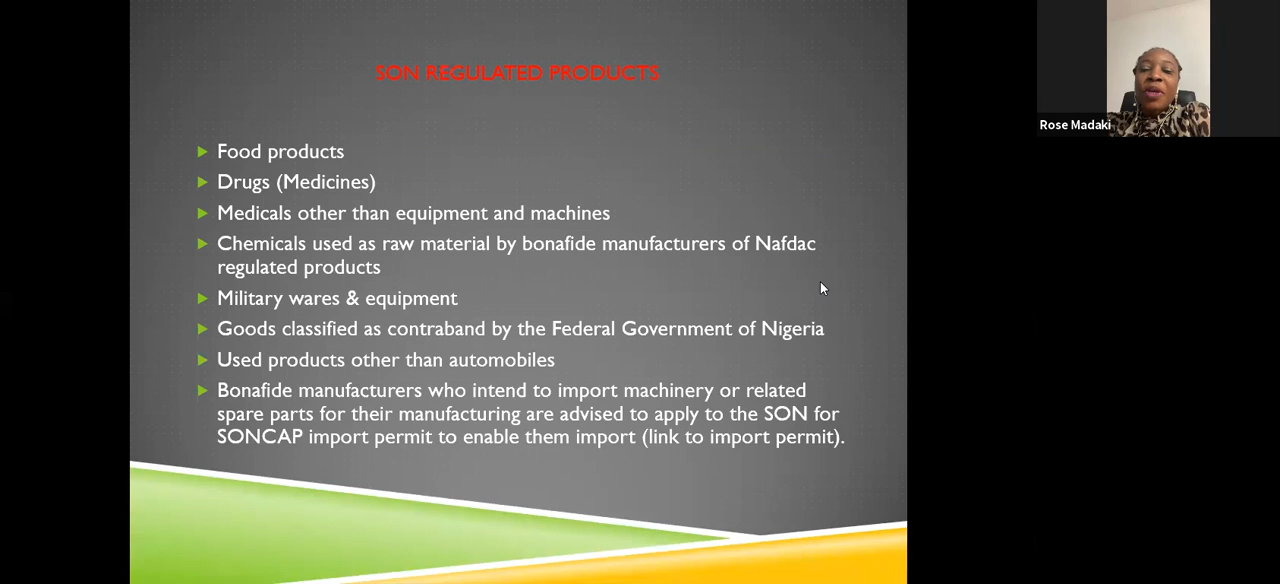 SON REGULATED PRODUCTS
Food products
Drugs (Medicines)
Medicals other than equipment and machines
Chemicals used as raw material by bonafide manufacturers of Nafdac
regulated products
Military wares & equipment
Goods classified as contraband by the Federal Government of Nigeria
Used products other than automobiles
Bonafide manufacturers who intend to import machinery or related
spare parts for their manufacturing are advised to apply to the SON for
SONCAP import permit to enable them import (link to import permit).
Rose Madaki